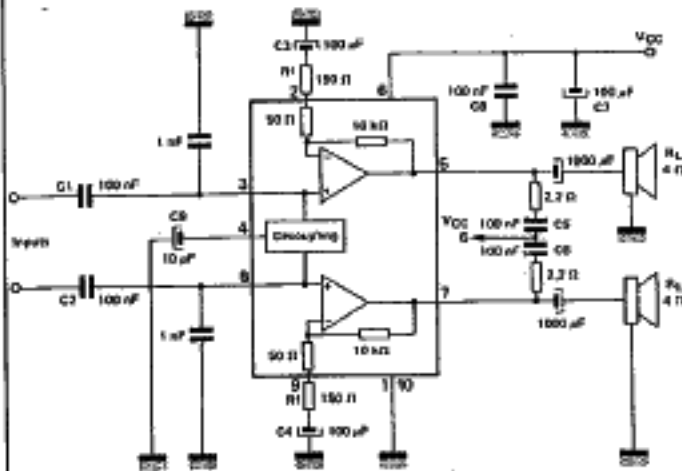 C3 100 µF
R1 150 Ω
2
6
VCC
50 Ω
10 kΩ
100 nF
C8
100 µF
C7
1 nF
5
1000 µF
RL
4 Ω
C1 100 nF
3
2,2 Ω
C9
4
Decoupling
VCC
6
100 nF C5
100 nF C6
Inputs
10 µF
C2 100 nF
8
7
2,2 Ω
RL
4 Ω
1 nF
10 kΩ
1000 µF
50 Ω
9
1 10
R1 150 Ω
C4 100 µF